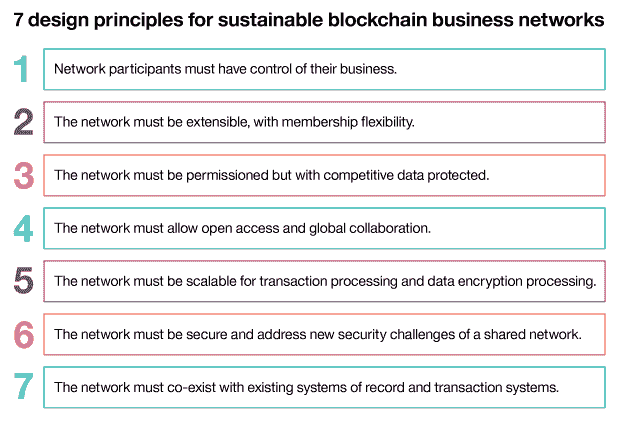 7 design principles for sustainable blockchain business networks
1 Network participants must have control of their business.
2 The network must be extensible, with membership flexibility.
3 The network must be permissioned but with competitive data protected.
4 The network must allow open access and global collaboration.
5 The network must be scalable for transaction processing and data encryption processing.
6 The network must be secure and address new security challenges of a shared network.
7 The network must co-exist with existing systems of record and transaction systems.